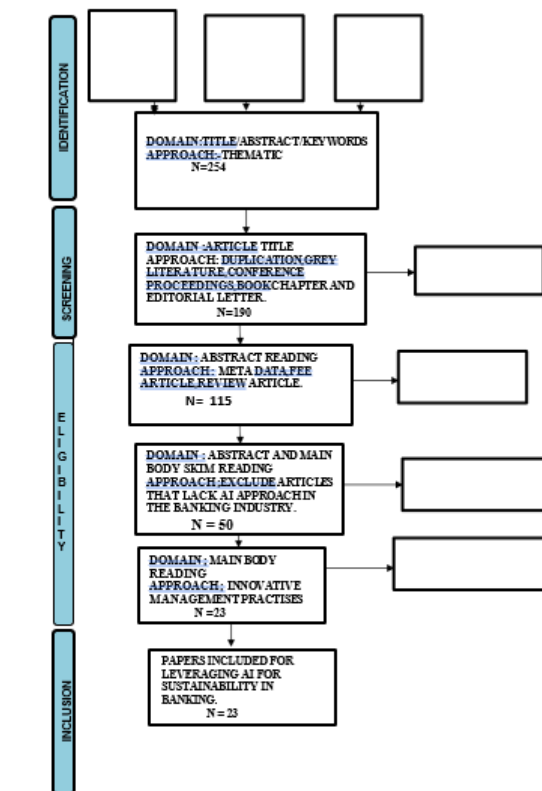 IDENTIFICATION
DOMAIN:TITLE/ABSTRACT/KEYWORDS
APPROACH:-THEMATIC
N=254
SCREENING
DOMAIN :ARTICLE TITLE
APPROACH: DUPLICATION,GREY
LITERATURE,CONFERENCE
PROCEEDINGS,BOOKCHAPTER AND
EDITORIAL LETTER.
N=190
ELIGIBILITY
DOMAIN : ABSTRACT READING
APPROACH : META DATA,FEE
ARTICLE,REVIEW ARTICLE.
N= 115
DOMAIN : ABSTRACT AND MAIN
BODY SKIM READING
APPROACH;EXCLUDE ARTICLES
THAT LACK AI APPROACH IN
THE BANKING INDUSTRY.
N = 50
DOMAIN ; MAIN BODY
READING
APPROACH ; INNOVATIVE
MANAGEMENT PRACTISES
N =23
INCLUSION
PAPERS INCLUDED FOR
LEVERAGING AI FOR
SUSTAINABILITY IN
BANKING.
N = 23